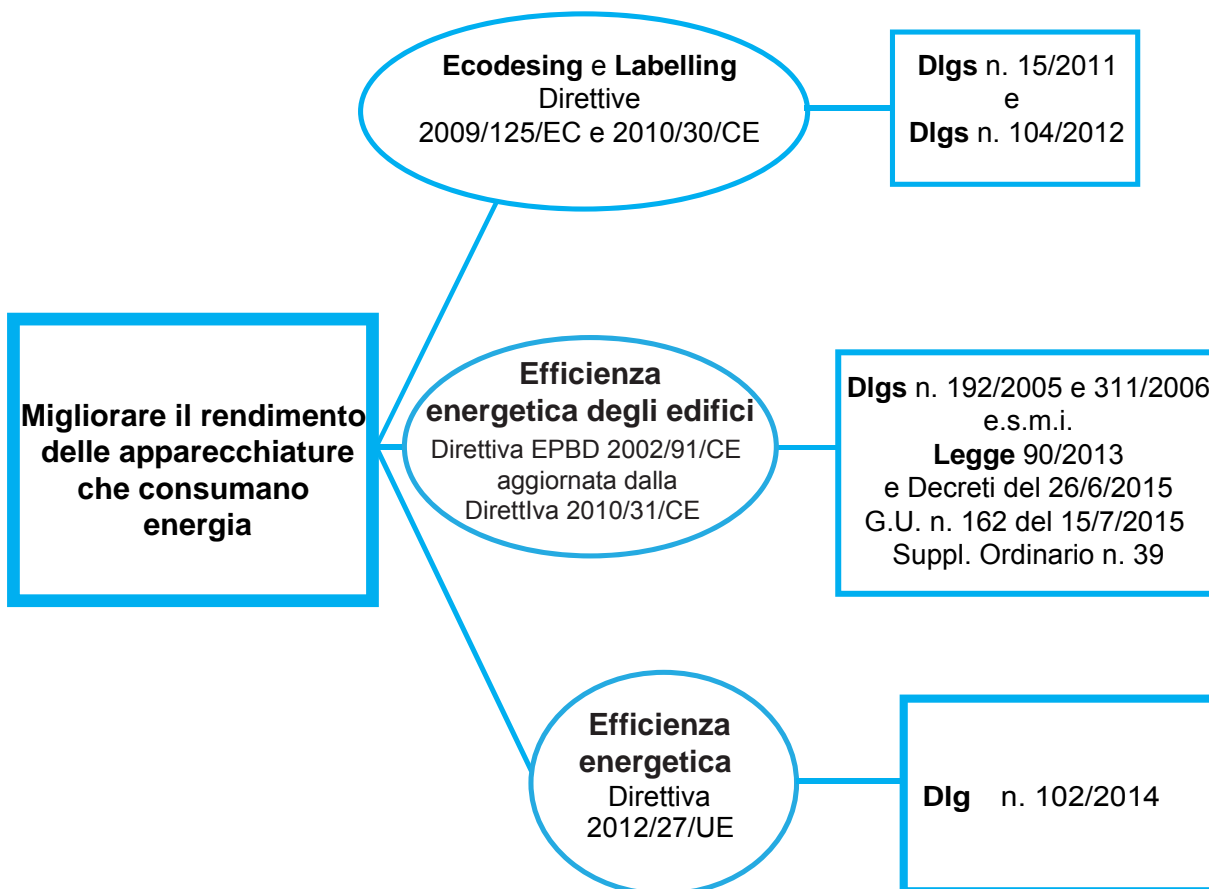 Ecodesing e Labelling
Direttive
2009/125/EC e 2010/30/CE
Dlgs n. 15/2011
e
Dlgs n. 104/2012
Migliorare il rendimento
delle apparecchiature
che consumano
energia
Efficienza
energetica degli edifici
Direttiva EPBD 2002/91/CE
aggiornata dalla
DirettIva 2010/31/CE
Dlgs n. 192/2005 e 311/2006
e.s.m.i.
Legge 90/2013
e Decreti del 26/6/2015
G.U. n. 162 del 15/7/2015
Suppl. Ordinario n. 39
Efficienza
energetica
Direttiva
2012/27/UE
Dlg n. 102/2014